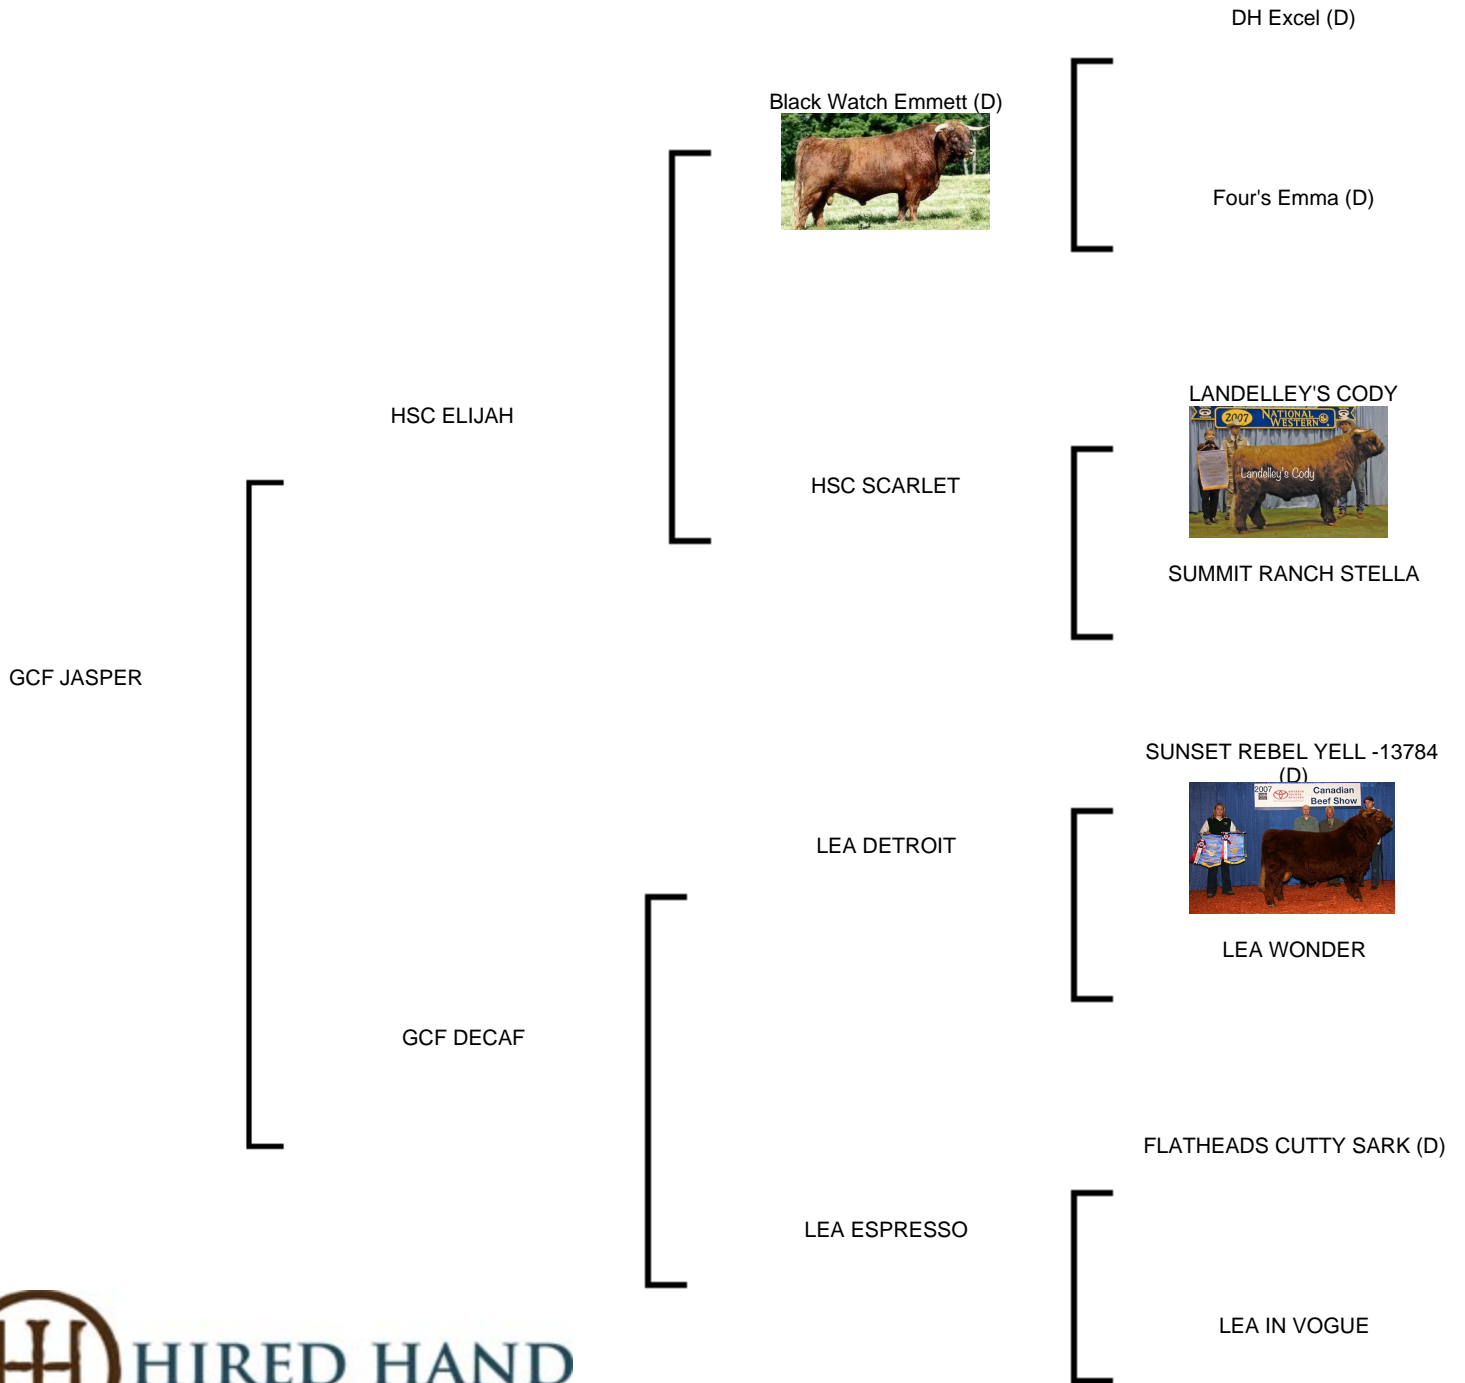 DH Excel (D)
Black Watch Emmett (D)
Four's Emma (D)
HSC ELIJAH
LANDELLEY'S CODY
2007 NATIONAL WESTERN
Landelley's Cody
HSC SCARLET
SUMMIT RANCH STELLA
GCF JASPER
SUNSET REBEL YELL -13784
(D)
2007
Canadian
Beef Show
LEA DETROIT
LEA WONDER
GCF DECAF
FLATHEADS CUTTY SARK (D)
LEA ESPRESSO
LEA IN VOGUE
HIRED HAND